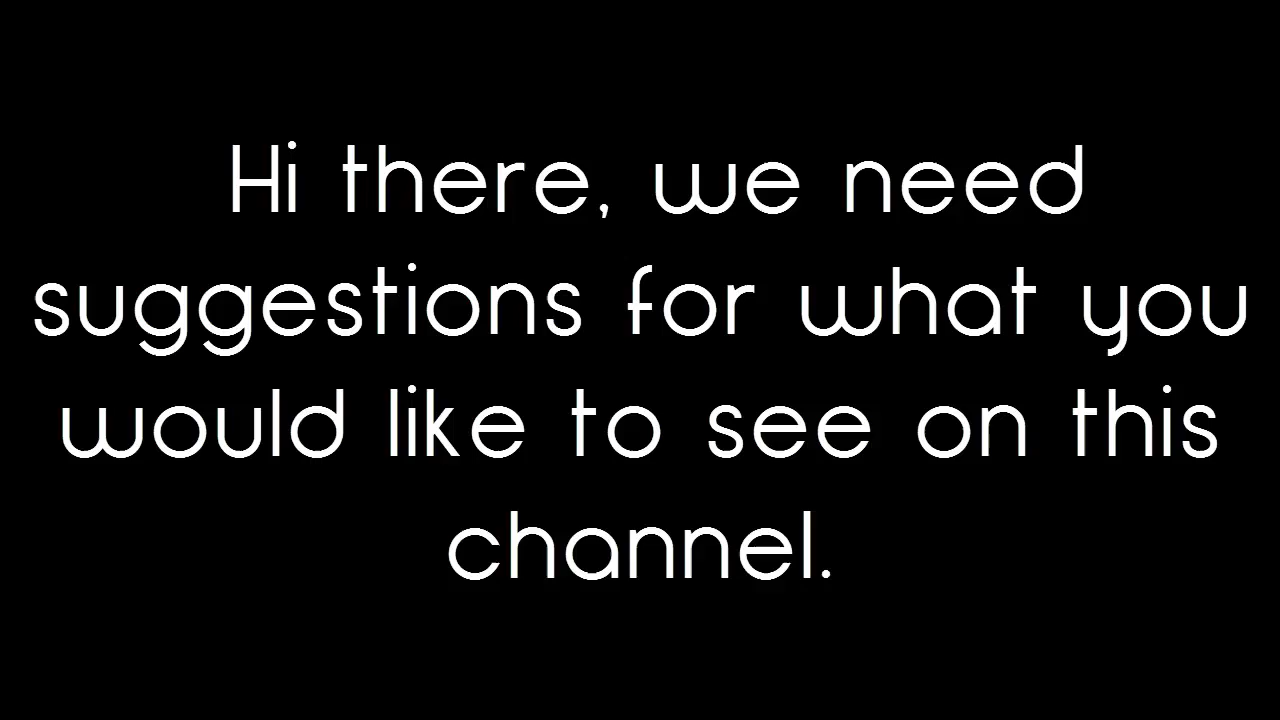 Hi there, we need
suggestions for what you
would like to see on this
channel.